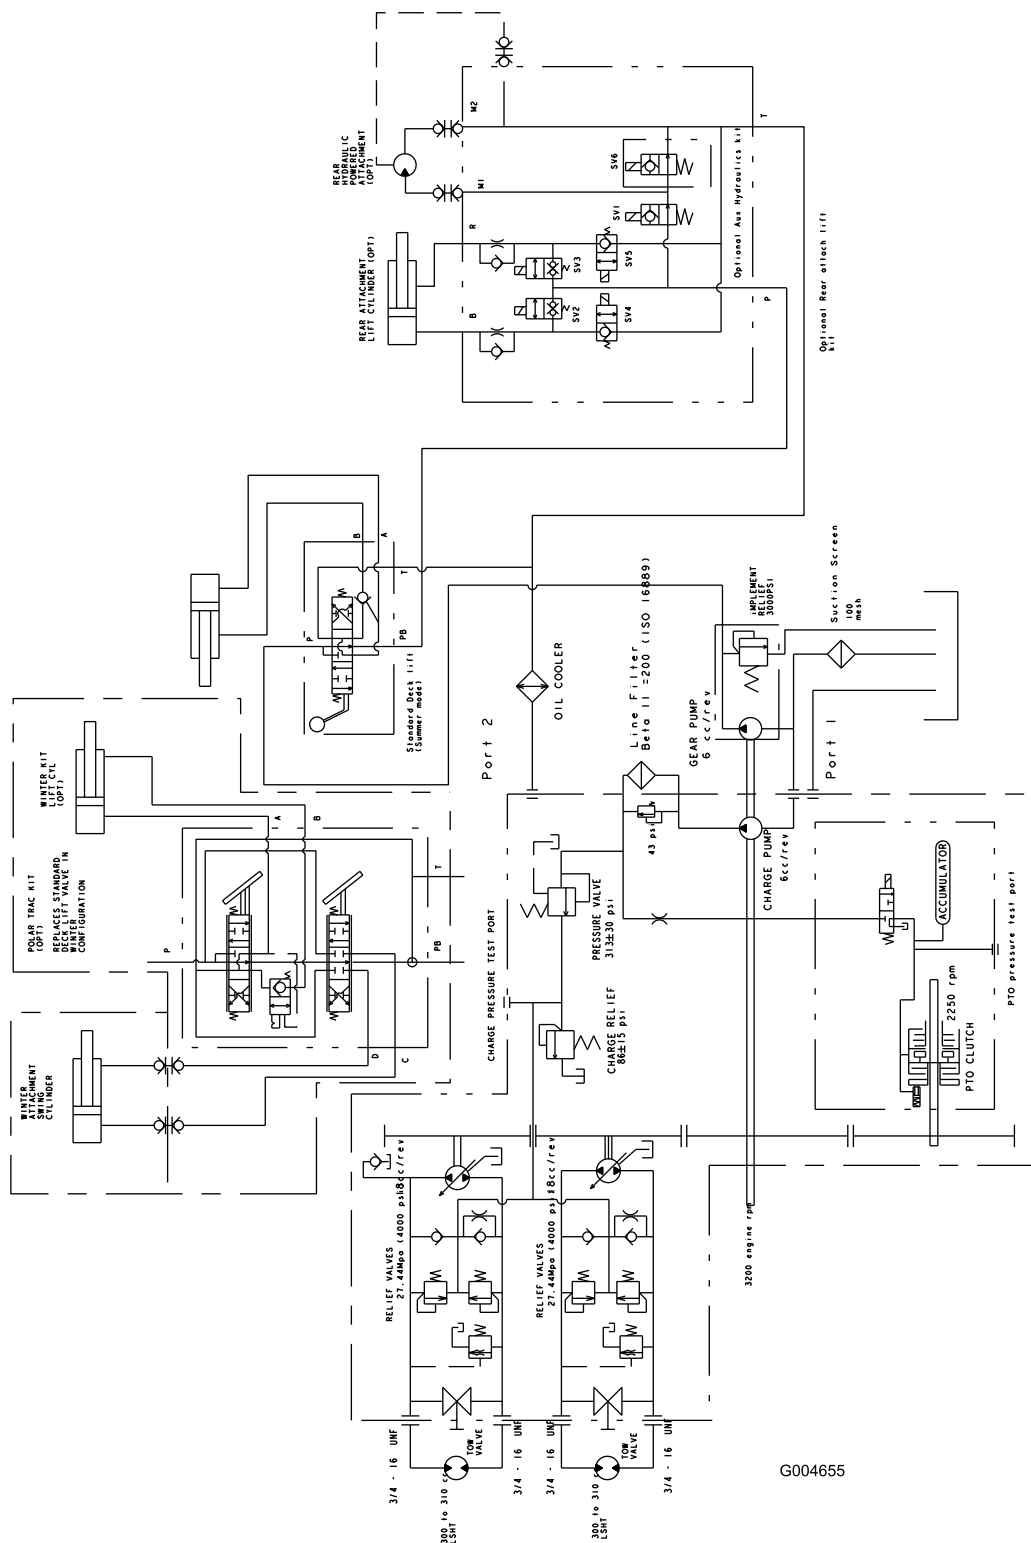 M2
T
REAR
HYDRAULIC
POWERED
ATTACHMENT
(OPT)
M1
SV6
SV1
Optional Aux Hydraulics kit
R
SV3
SV5
REAR ATTACHMENT
LIFT CYLINDER (OPT)
B
SV2
SV4
P
Optional Rear attach lift
kit
B
A
T
P
PB
Standard Deck lift
(Summer mode)
OIL COOLER
Port 2
Line Filter
Beta 11 =200 (ISO 16889)
iMPLEMENT
RELIEF
3000PSI
Suction Screen
100
mesh
GEAR PUMP
6 cc/rev
Port 1
43 psi
CHARGE PUMP
6cc/rev
WINTER KIT
LIFT CYL
(OPT)
A
B
POLAR TRAC KIT
(OPT)
REPLACES STANDARD
DECK LIFT VALVE IN
WINTER
CONFIGURATION
P
T
PB
D
C
WINTER
ATTACHMENT
SWING
CYLINDER
CHARGE PRESSURE TEST PORT
PRESSURE VALVE
313±30 psi
CHARGE RELIEF
86±15 psi
ACCUMULATOR
PTO pressure test port
2250 rpm
PTO CLUTCH
3200 engine rpm
RELIEF VALVES
27.44Mpa (4000 psi)
18cc/rev
RELIEF VALVES
27.44Mpa (4000 psi)
18cc/rev
3/4 - 16 UNF
TOW
VALVE
3/4 - 16 UNF
3/4 - 16 UNF
TOW
VALVE
3/4 - 16 UNF
300 to 310 cc
LSHT
300 to 310 c
LSHT
G004655